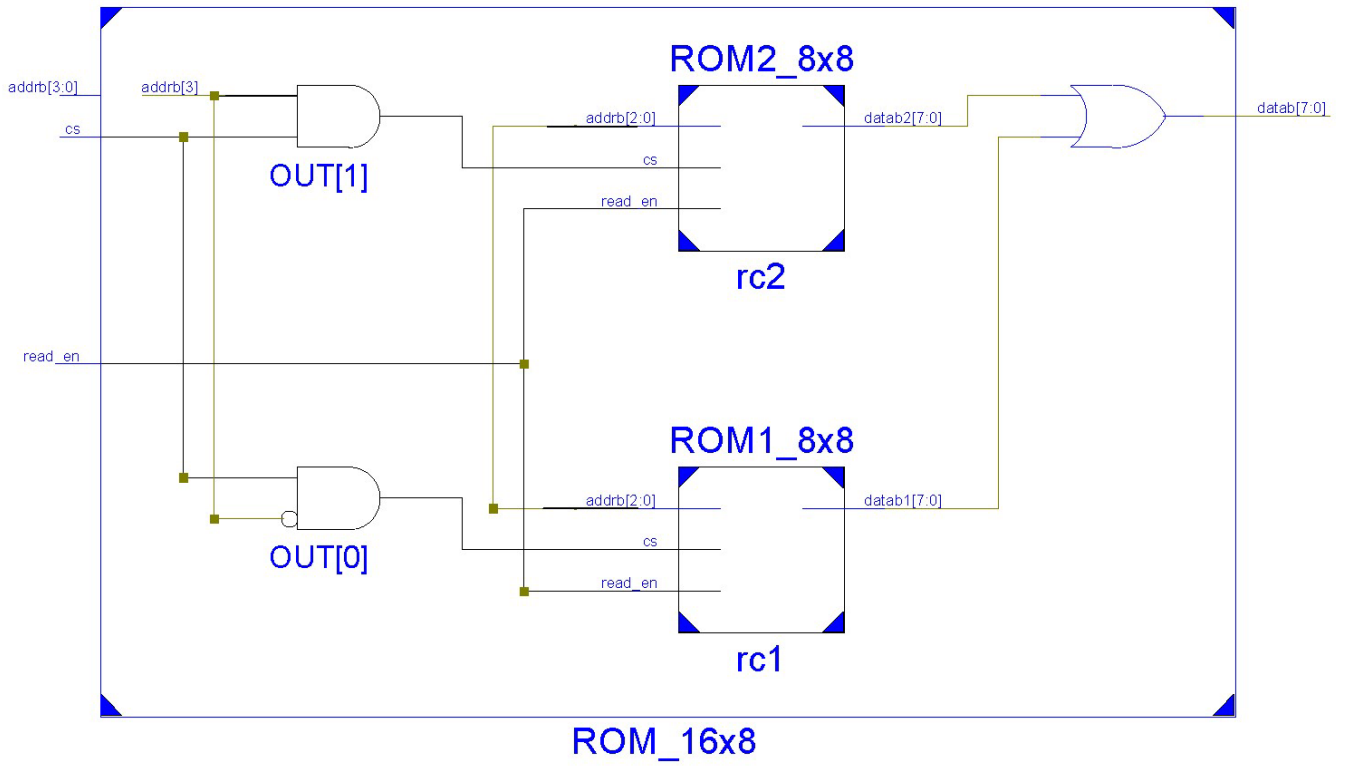 ROM2_8x8
addrb[3:0]
addrb[3]
addrb[2:0]
datab2[7:0]
datab[7:0]
cs
cs
OUT[1]
read_en
rc2
read_en
ROM1_8x8
addrb[2:0]
datab1[7:0]
cs
OUT[0]
read_en
rc1
ROM_16x8